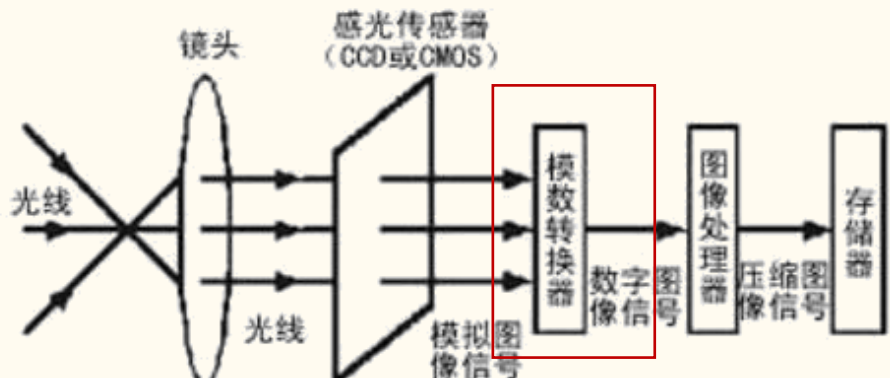 镜头
感光传感器
（CCD或CMOS）
光线
光线
模拟图
像信号
模数转换器
数字图
像信号
图像处理器
压缩图
像信号
存储器